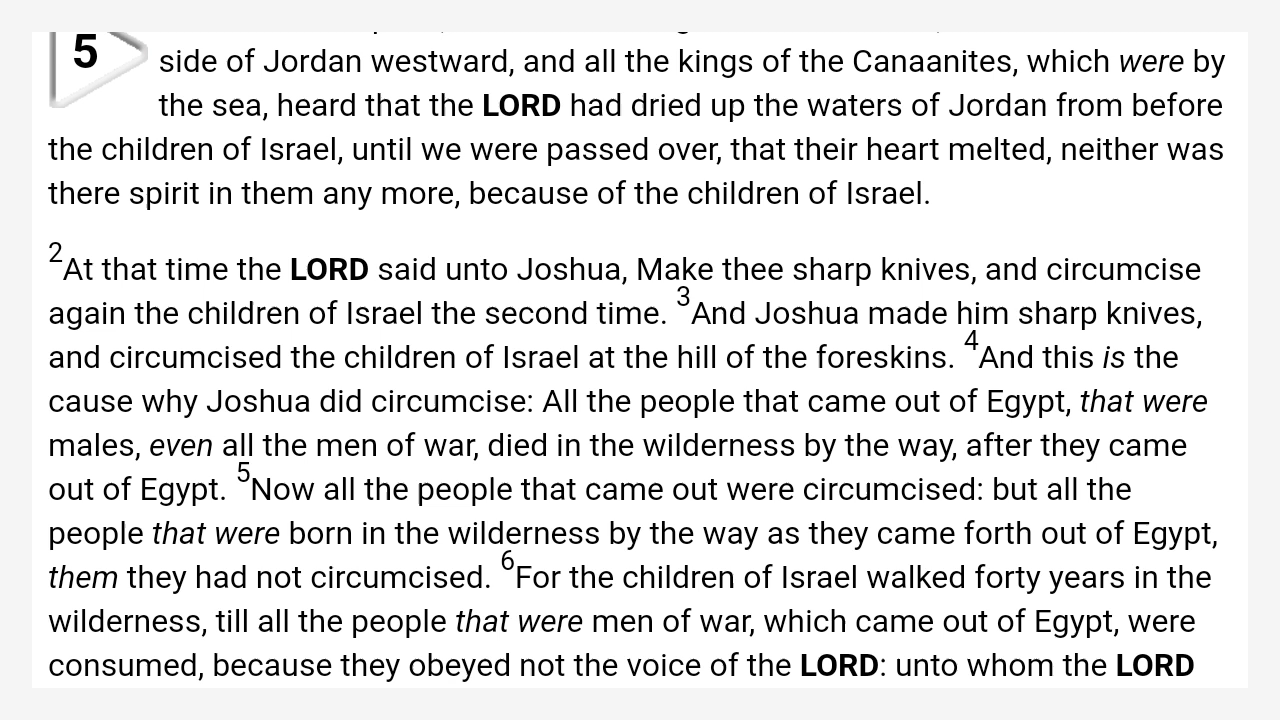 5
side of Jordan westward, and all the kings of the Canaanites, which were by
the sea, heard that the LORD had dried up the waters of Jordan from before
the children of Israel, until we were passed over, that their heart melted, neither was
there spirit in them any more, because of the children of Israel.
2At that time the LORD said unto Joshua, Make thee sharp knives, and circumcise
again the children of Israel the second time. 3And Joshua made him sharp knives,
and circumcised the children of Israel at the hill of the foreskins. 4And this is the
cause why Joshua did circumcise: All the people that came out of Egypt, that were
males, even all the men of war, died in the wilderness by the way, after they came
out of Egypt. 5Now all the people that came out were circumcised: but all the
people that were born in the wilderness by the way as they came forth out of Egypt,
them they had not circumcised. 6For the children of Israel walked forty years in the
wilderness, till all the people that were men of war, which came out of Egypt, were
consumed, because they obeyed not the voice of the LORD: unto whom the LORD